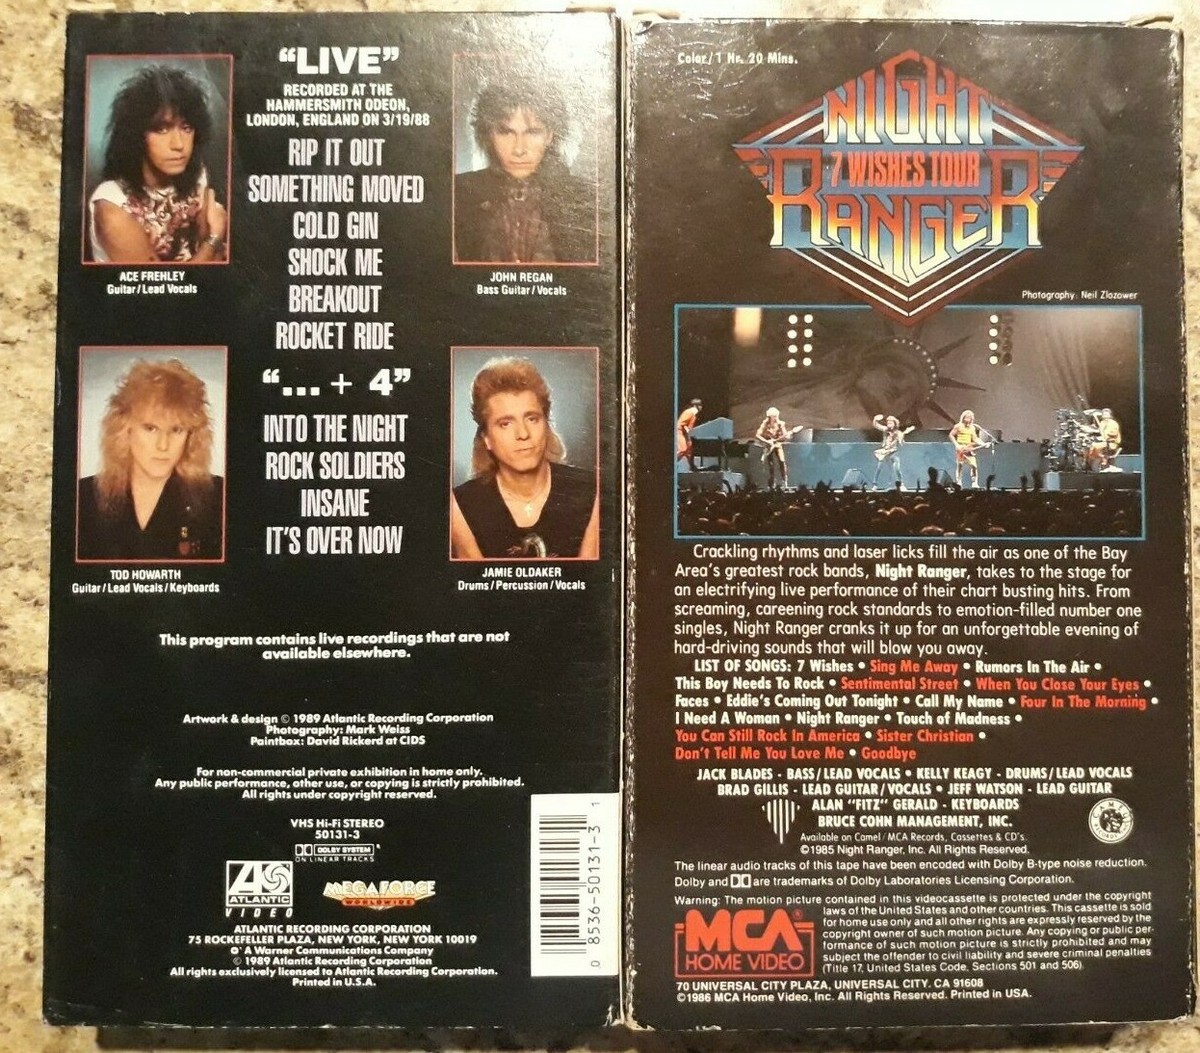 “LIVE”
RECORDED AT THE
HAMMERSMITH ODEON,
LONDON, ENGLAND ON 3/19/88
RIP IT OUT
SOMETHING MOVED
COLD GIN
SHOCK ME
BREAKOUT
ROCKET RIDE
“... + 4”
INTO THE NIGHT
ROCK SOLDIERS
INSANE
IT'S OVER NOW
ACE FREHLEY
Guitar/Lead Vocals
JOHN REGAN
Bass Guitar/Vocals
TOD HOWARTH
Guitar/Lead Vocals/Keyboards
JAMIE OLDAKER
Drums/Percussion/Vocals
This program contains live recordings that are not
available elsewhere.
Artwork & design © 1989 Atlantic Recording Corporation
Photography: Mark Weiss
Paintbox: David Rickerd at CIDS
For non-commercial private exhibition in home only.
Any public performance, other use, or copying is strictly prohibited.
All rights under copyright reserved.
VHS Hi-Fi STEREO
50131-3
DOLBY SYSTEM®
ON LINEAR TRACKS
ATLANTIC
VIDEO
MEGAFORCE
WORLDWIDE
ATLANTIC RECORDING CORPORATION
75 ROCKEFELLER PLAZA, NEW YORK, NEW YORK 10019
A Warner Communications Company
© 1989 Atlantic Recording Corporation
All rights exclusively licensed to Atlantic Recording Corporation.
Printed in U.S.A.
0 8536-50131-3 1
Color/1 Hr. 20 Mins.
NIGHT
7 WISHES TOUR
RANGER
Photography: Neil Zlozower
Crackling rhythms and laser licks fill the air as one of the Bay
Area's greatest rock bands, Night Ranger, takes to the stage for
an electrifying live performance of their chart busting hits. From
screaming, careening rock standards to emotion-filled number one
singles, Night Ranger cranks it up for an unforgettable evening of
hard-driving sounds that will blow you away.
LIST OF SONGS: 7 Wishes • Sing Me Away • Rumors In The Air •
This Boy Needs To Rock • Sentimental Street • When You Close Your Eyes •
Faces • Eddie's Coming Out Tonight • Call My Name • Four In The Morning •
I Need A Woman • Night Ranger • Touch of Madness •
You Can Still Rock In America • Sister Christian •
Don't Tell Me You Love Me • Goodbye
JACK BLADES - BASS/LEAD VOCALS • KELLY KEAGY - DRUMS/LEAD VOCALS
BRAD GILLIS - LEAD GUITAR/VOCALS • JEFF WATSON - LEAD GUITAR
ALAN "FITZ" GERALD - KEYBOARDS
BRUCE COHN MANAGEMENT, INC.
Available on Camel/MCA Records, Cassettes & CD's.
©1985 Night Ranger, Inc. All Rights Reserved.
CAMEL
RECORDS
The linear audio tracks of this tape have been encoded with Dolby B-type noise reduction.
Dolby and are trademarks of Dolby Laboratories Licensing Corporation.
Warning: The motion picture contained in this videocassette is protected under the copyright
laws of the United States and other countries. This cassette is sold
for home use only and all other rights are expressly reserved by the
copyright owner of such motion picture. Any copying or public per-
formance of such motion picture is strictly prohibited and may
subject the offender to civil liability and severe criminal penalties
(Title 17, United States Code, Sections 501 and 506).
MCA®
HOME VIDEO
70 UNIVERSAL CITY PLAZA, UNIVERSAL CITY, CA 91608
©1986 MCA Home Video, Inc. All Rights Reserved. Printed in USA.